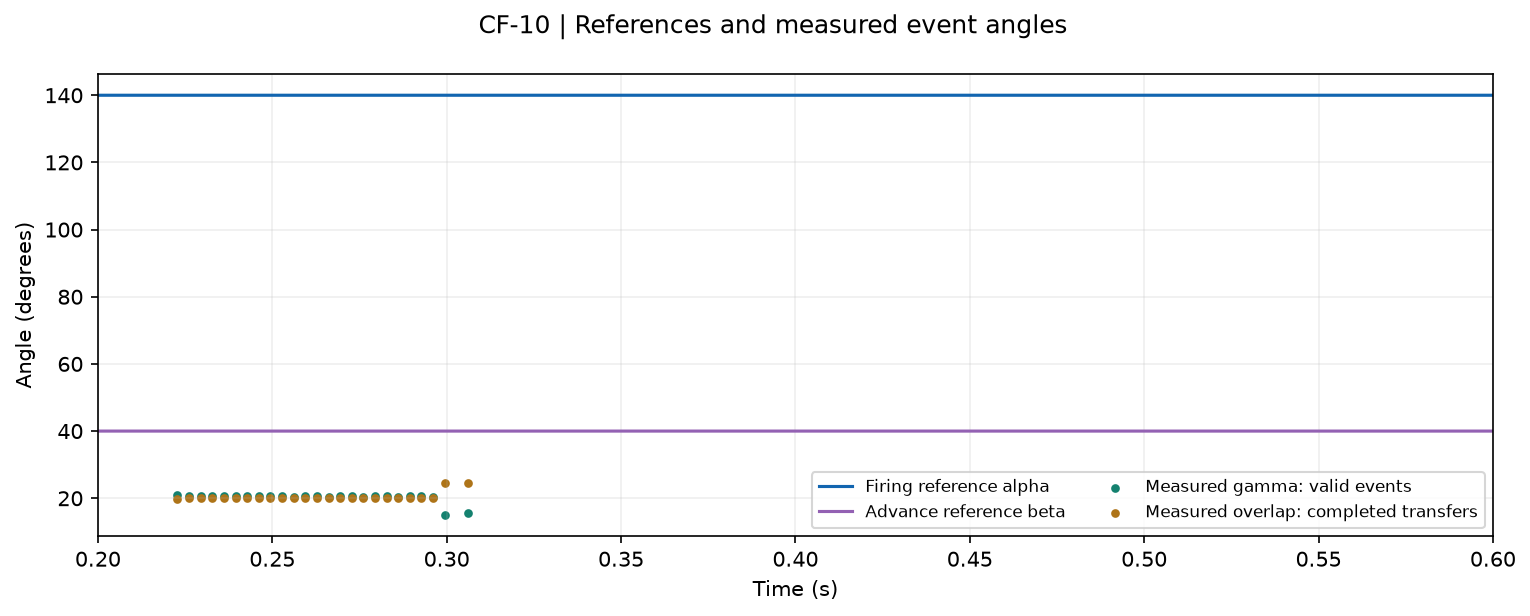 CF-10 | References and measured event angles
Angle (degrees)
140
120
100
80
60
40
20
0.20 0.25 0.30 0.35 0.40 0.45 0.50 0.55 0.60
Time (s)
Firing reference alpha
Advance reference beta
Measured gamma: valid events
Measured overlap: completed transfers